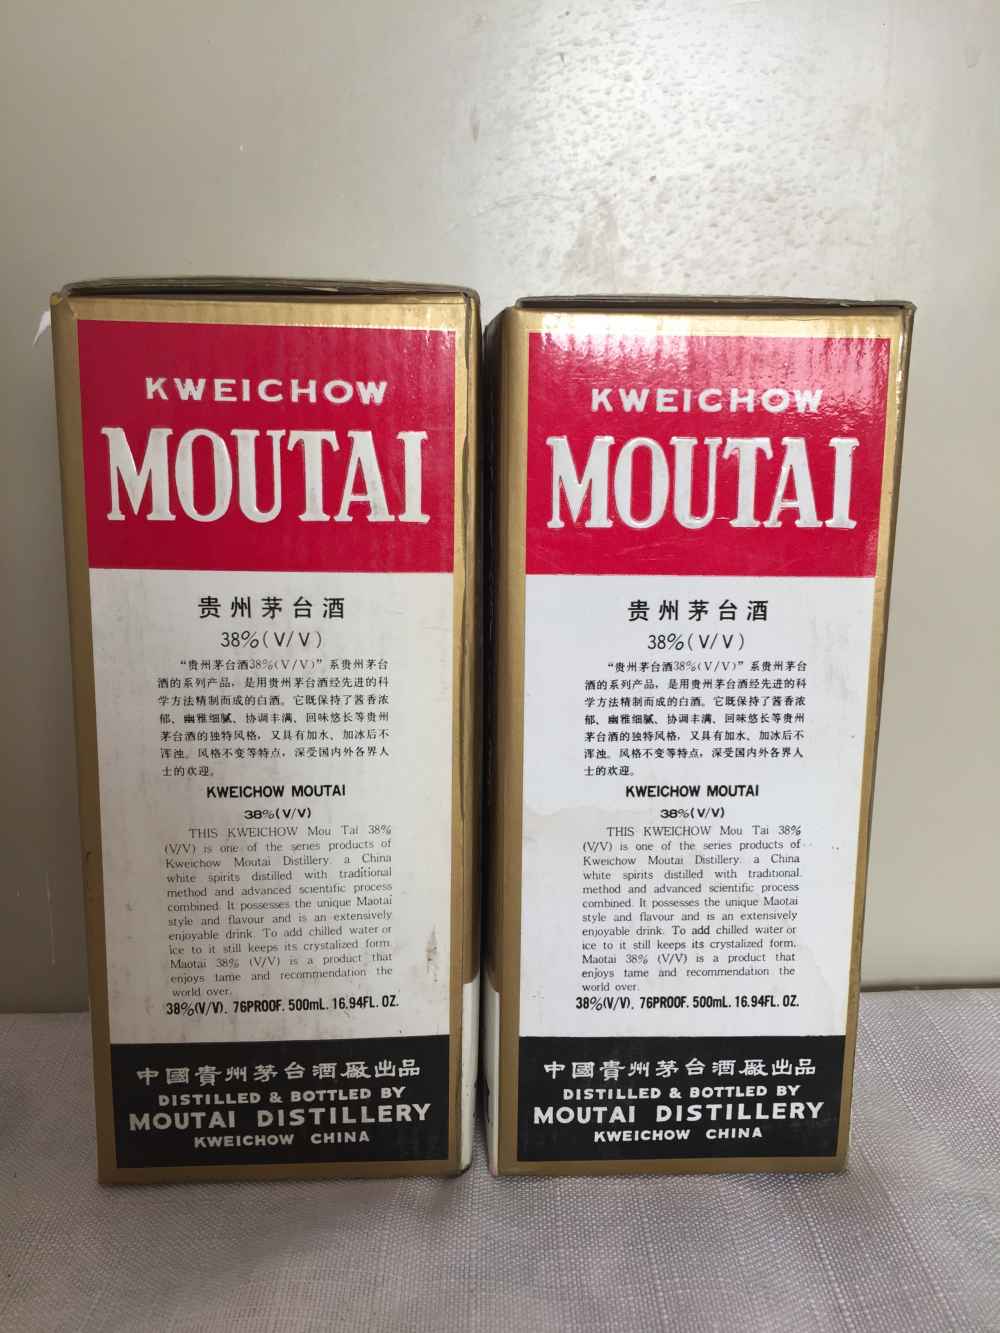 KWEICHOW
MOUTAI
贵州茅台酒
38%(V/V)
“贵州茅台酒38%(V/V)”系贵州茅台
酒的系列产品，是用贵州茅台酒经先进的科
学方法精制而成的白酒。它既保持了酱香浓
郁、幽雅细腻、协调丰满、回味悠长等贵州
茅台酒的独特风格，又具有加水、加冰后不
浑浊。风格不变等特点，深受国内外各界人
士的欢迎。
KWEICHOW MOUTAI
38%(V/V)
THIS KWEICHOW Mou Tai 38%
(V/V) is one of the series products of
Kweichow Moutai Distillery. a China
white spirits distilled with traditional
method and advanced scientific process
combined. It possesses the unique Maotai
style and flavour and is an extensively
enjoyable drink. To add chilled water or
ice to it still keeps its crystalized form.
Maotai 38% (V/V) is a product that
enjoys tame and recommendation the
world over.
38%(V/V). 76PROOF. 500mL. 16.94FL. OZ.
中國貴州茅台酒厰出品
DISTILLED & BOTTLED BY
MOUTAI DISTILLERY
KWEICHOW CHINA
KWEICHOW
MOUTAI
贵州茅台酒
38%(V/V)
“贵州茅台酒38%(V/V)”系贵州茅台
酒的系列产品，是用贵州茅台酒经先进的科
学方法精制而成的白酒。它既保持了酱香浓
郁、幽雅细腻、协调丰满、回味悠长等贵州
茅台酒的独特风格，又具有加水、加冰后不
浑浊。风格不变等特点，深受国内外各界人
士的欢迎。
KWEICHOW MOUTAI
38%(V/V)
THIS KWEICHOW Mou Tai 38%
(V/V) is one of the series products of
Kweichow Moutai Distillery. a China
white spirits distilled with traditional.
method and advanced scientific process
combined. It possesses the unique Maotai
style and flavour and is an extensively
enjoyable drink. To add chilled water or
ice to it still keeps its crystalized form.
Maotai 38% (V/V) is a product that
enjoys tame and recommendation the
world over.
38%(V/V). 76PROOF. 500mL. 16.94FL. OZ.
中國貴州茅台酒厰出品
DISTILLED & BOTTLED BY
MOUTAI DISTILLERY
KWEICHOW CHINA